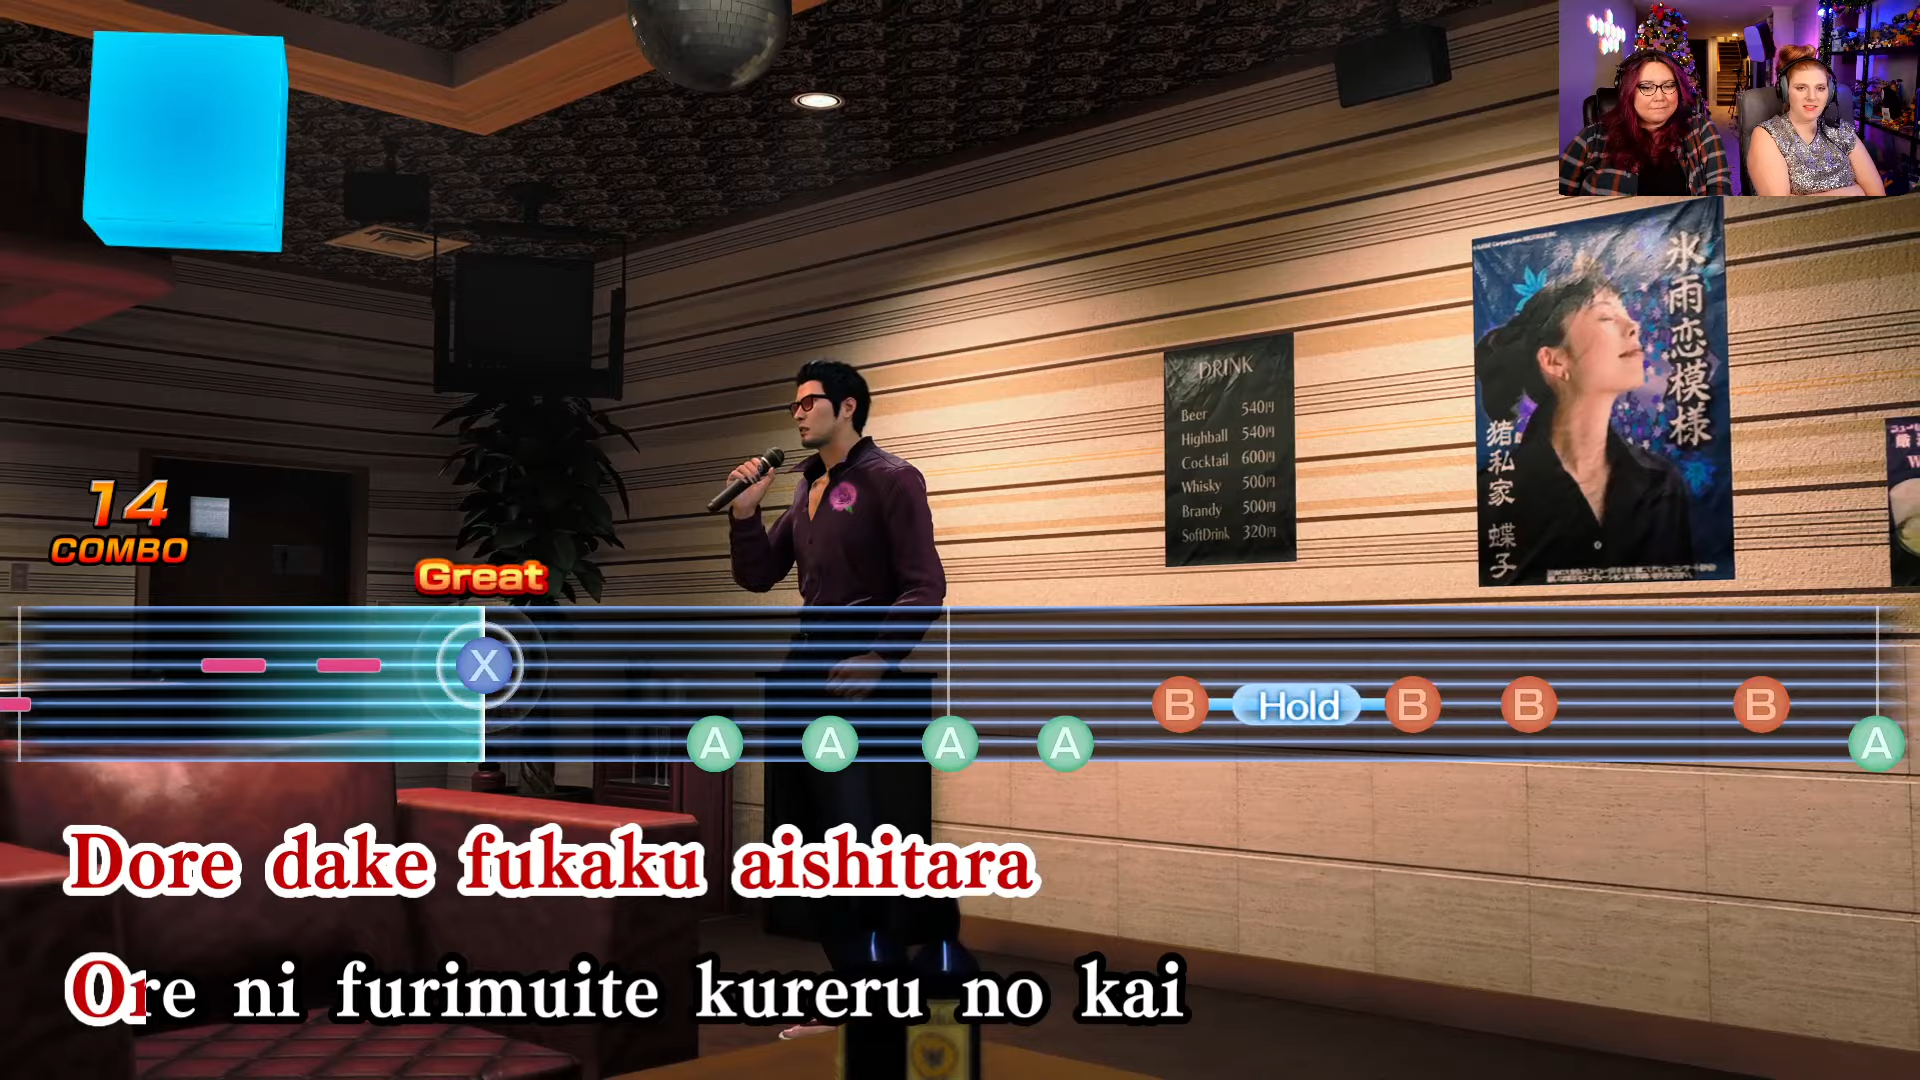 DRINK
Beer 540円
Highball 540円
Cocktail 600円
Whisky 500円
Brandy 500円
SoftDrink 320円
氷雨恋模様
猪私家 蝶子
14
COMBO
Great
X
A A A A B Hold B B B A
Dore dake fukaku aishitara
Ore ni furimuite kureru no kai